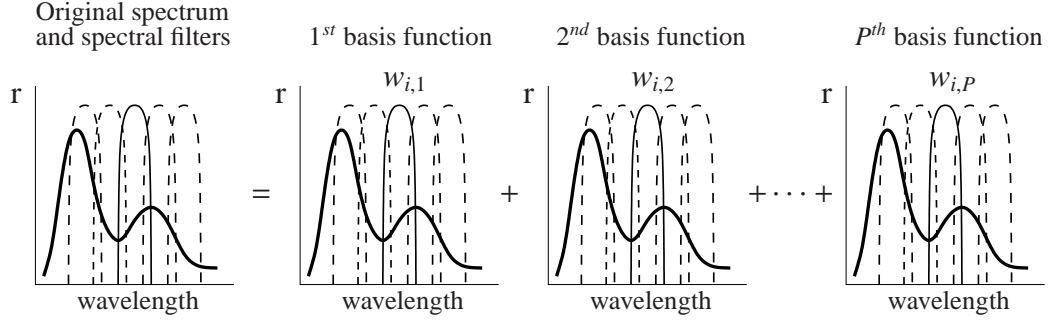 Original spectrum
and spectral filters
1st basis function
2nd basis function
Pth basis function
wi,1
wi,2
wi,P
r
r
r
r
=
+
+ · · · +
wavelength
wavelength
wavelength
wavelength